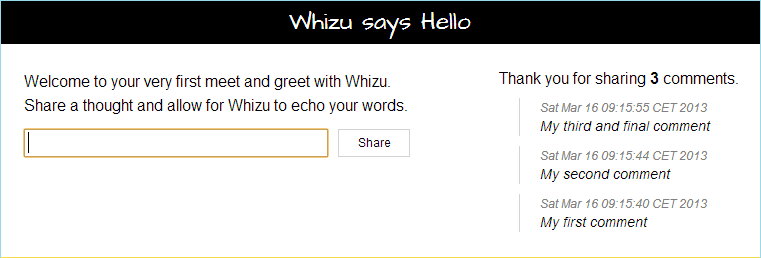 Whizu says Hello
Welcome to your very first meet and greet with Whizu.
Share a thought and allow for Whizu to echo your words.
Share
Thank you for sharing 3 comments.
Sat Mar 16 09:15:55 CET 2013
My third and final comment
Sat Mar 16 09:15:44 CET 2013
My second comment
Sat Mar 16 09:15:40 CET 2013
My first comment